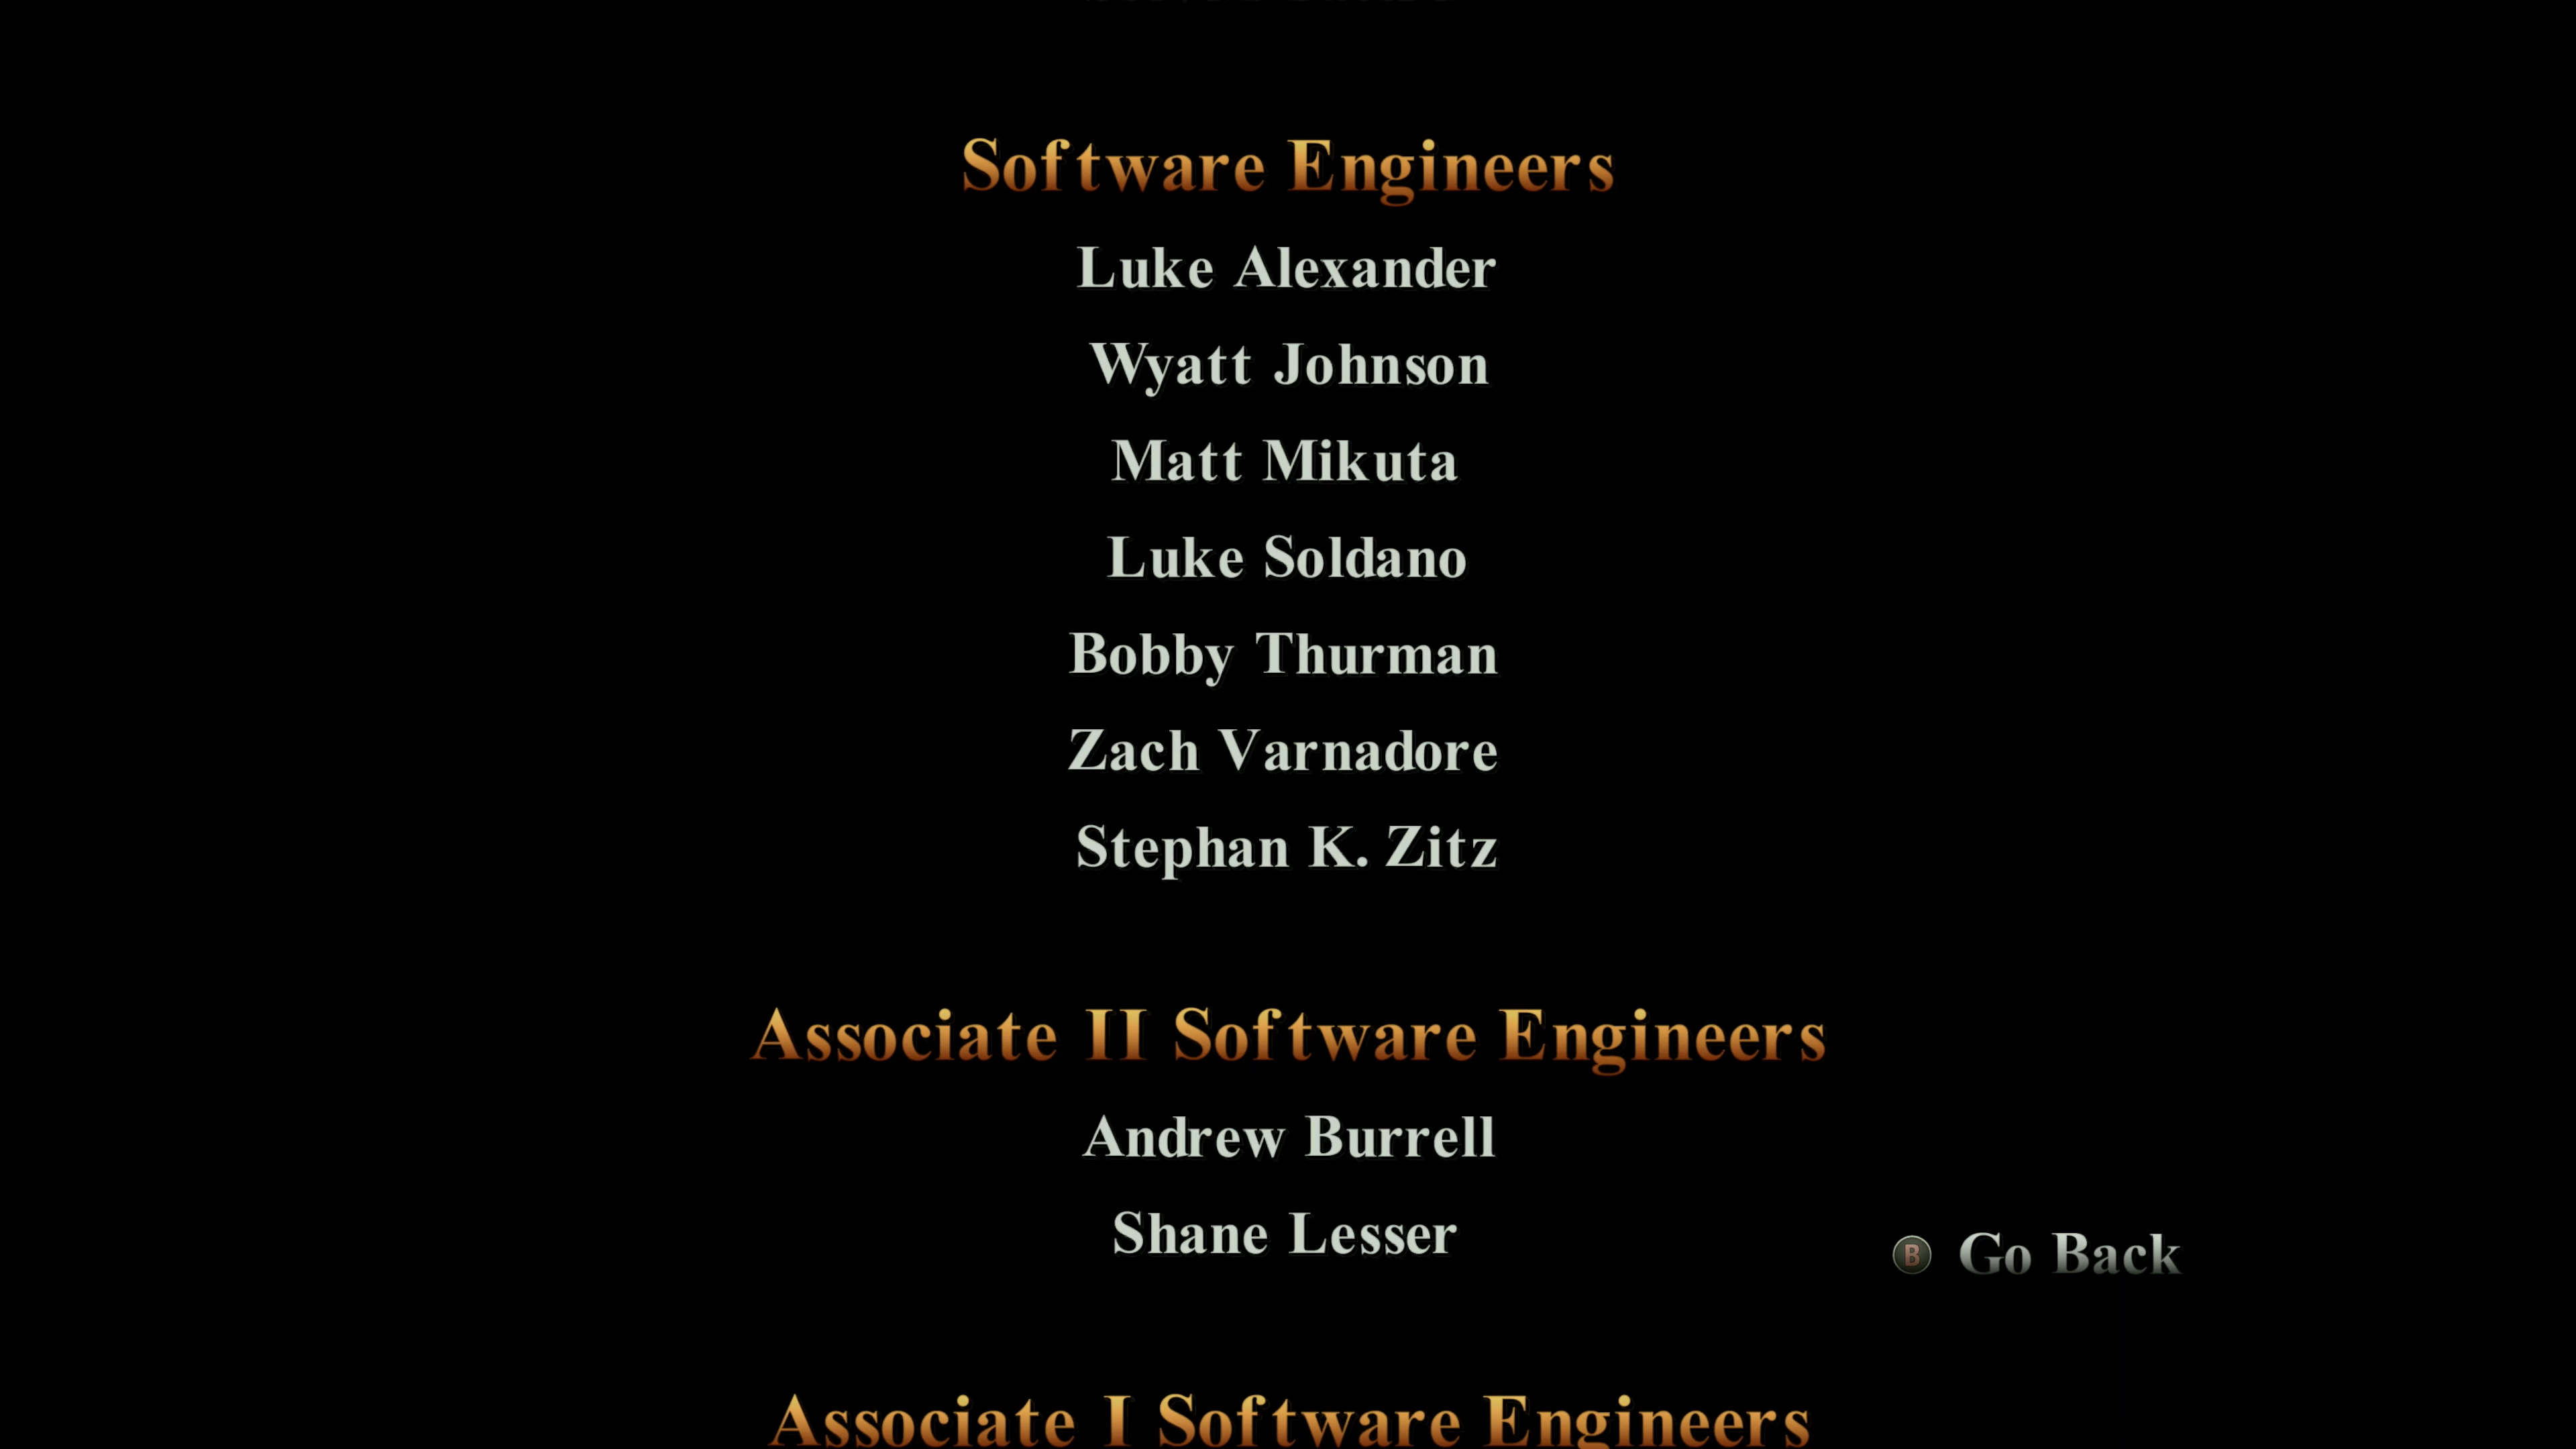 Software Engineers
Luke Alexander
Wyatt Johnson
Matt Mikuta
Luke Soldano
Bobby Thurman
Zach Varnadore
Stephan K. Zitz
Associate II Software Engineers
Andrew Burrell
Shane Lesser
B Go Back
Associate I Software Engineers